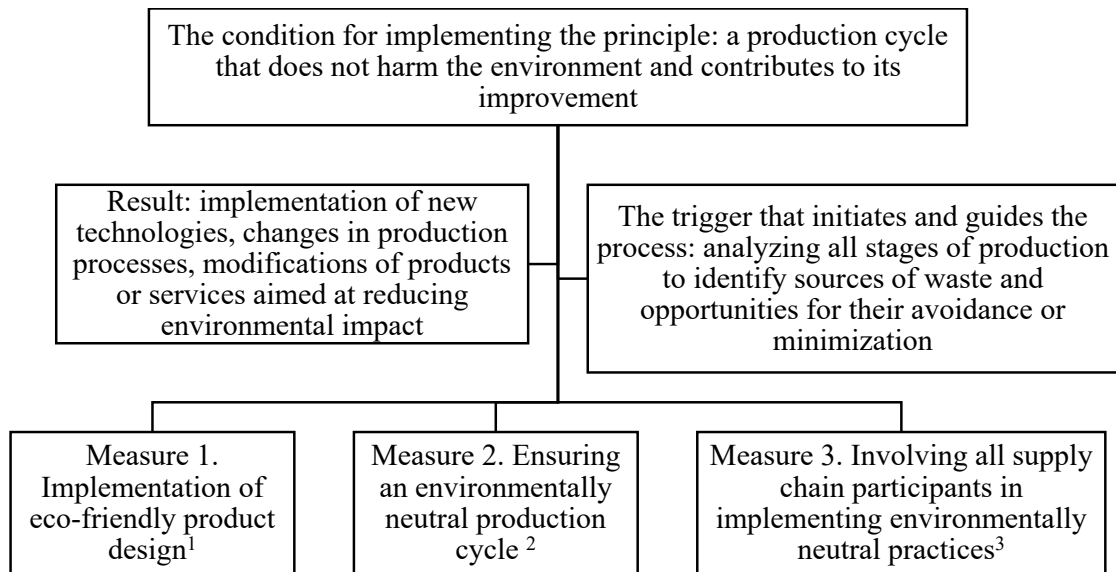 The condition for implementing the principle: a production cycle
that does not harm the environment and contributes to its
improvement
Result: implementation of new
technologies, changes in production
processes, modifications of products
or services aimed at reducing
environmental impact
The trigger that initiates and guides the
process: analyzing all stages of production
to identify sources of waste and
opportunities for their avoidance or
minimization
Measure 1.
Implementation of
eco-friendly product
design¹
Measure 2. Ensuring
an environmentally
neutral production
cycle ²
Measure 3. Involving all supply
chain participants in
implementing environmentally
neutral practices³